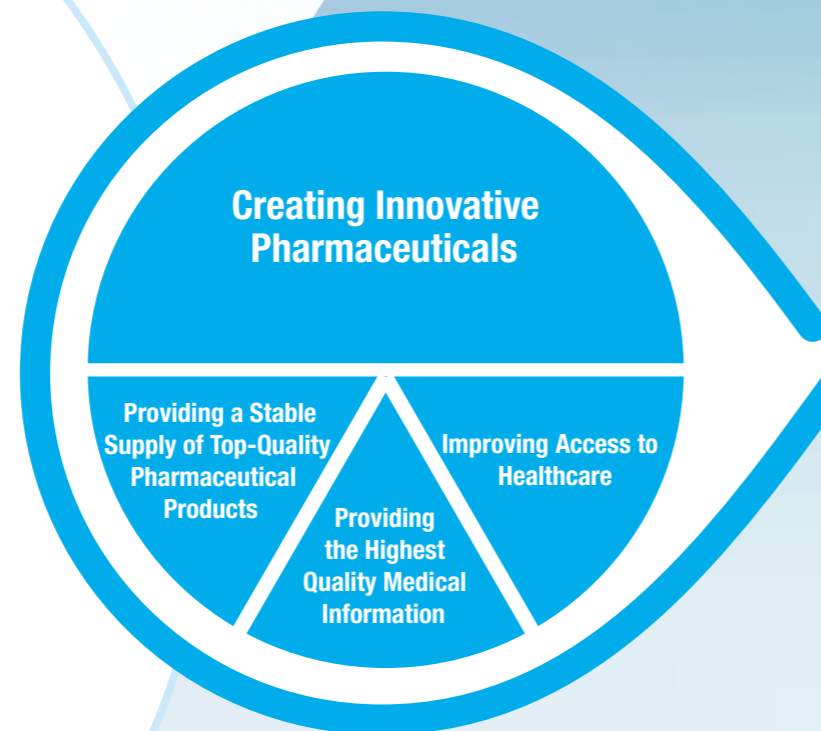 Creating Innovative
Pharmaceuticals
Providing a Stable
Supply of Top-Quality
Pharmaceutical
Products
Providing
the Highest
Quality Medical
Information
Improving Access to
Healthcare